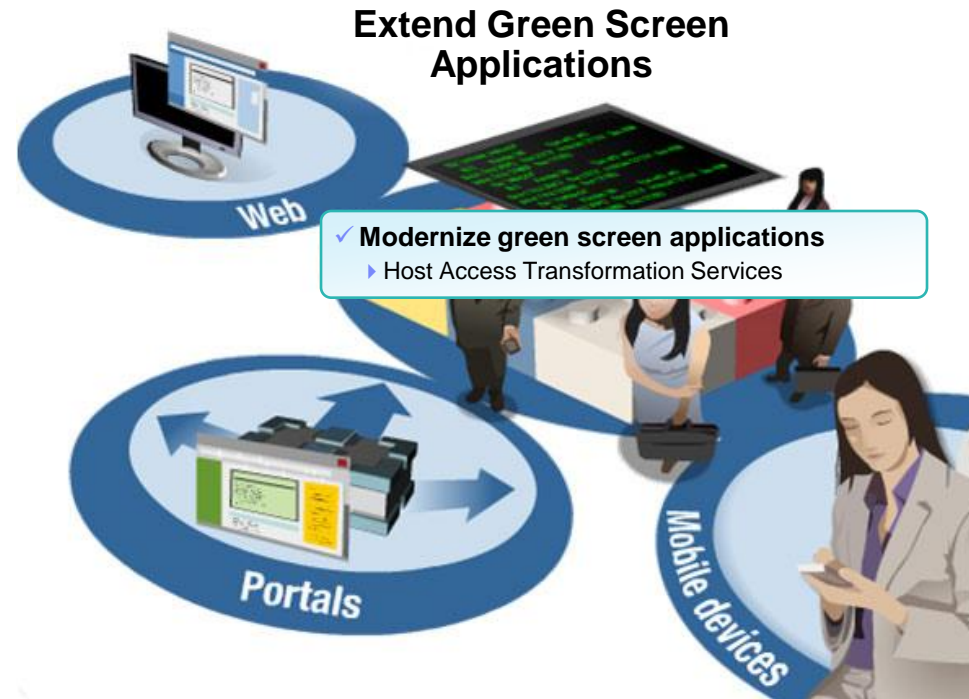 Extend Green Screen
Applications
Web
✓ Modernize green screen applications
Host Access Transformation Services
Portals
Mobile devices